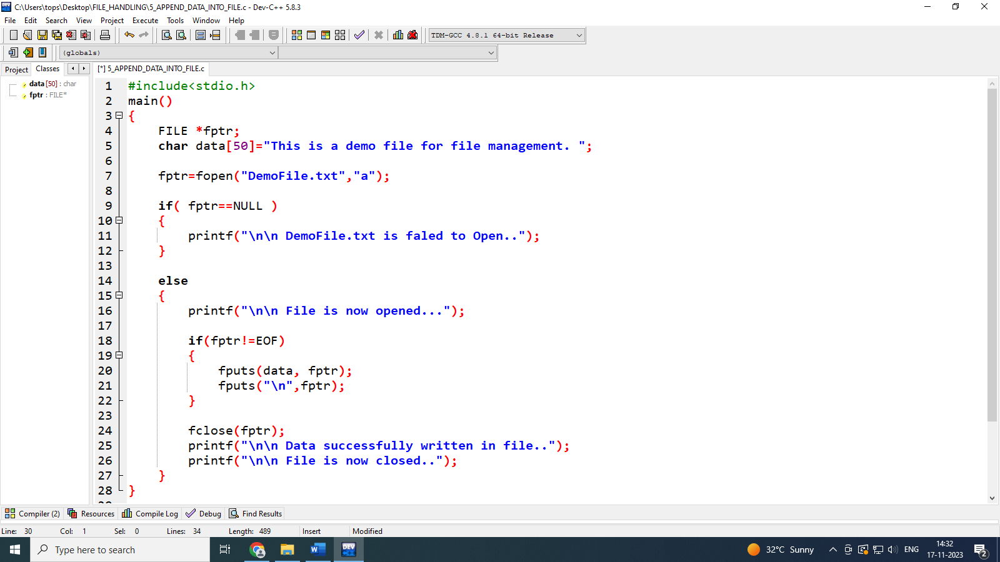 C:\Users\tops\Desktop\FILE_HANDLING\5_APPEND_DATA_INTO_FILE.c - Dev-C++ 5.8.3
File Edit Search View Project Execute Tools Window Help
TDM-GCC 4.8.1 64-bit Release
(globals)
Project Classes [*] 5_APPEND_DATA_INTO_FILE.c
data [50] : char
fptr : FILE*
1 #include<stdio.h>
2 main()
3 {
4 FILE *fptr;
5 char data[50]="This is a demo file for file management. ";
6
7 fptr=fopen("DemoFile.txt","a");
8
9 if( fptr==NULL )
10 {
11 printf("\n\n DemoFile.txt is faled to Open..");
12 }
13
14 else
15 {
16 printf("\n\n File is now opened...");
17
18 if(fptr!=EOF)
19 {
20 fputs(data, fptr);
21 fputs("\n",fptr);
22 }
23
24 fclose(fptr);
25 printf("\n\n Data successfully written in file..");
26 printf("\n\n File is now closed..");
27 }
28 }
Compiler (2) Resources Compile Log Debug Find Results
Line: 30 Col: 1 Sel: 0 Lines: 34 Length: 489 Insert Modified
Type here to search
W
DEV
32°C Sunny
ENG
14:32
17-11-2023
2